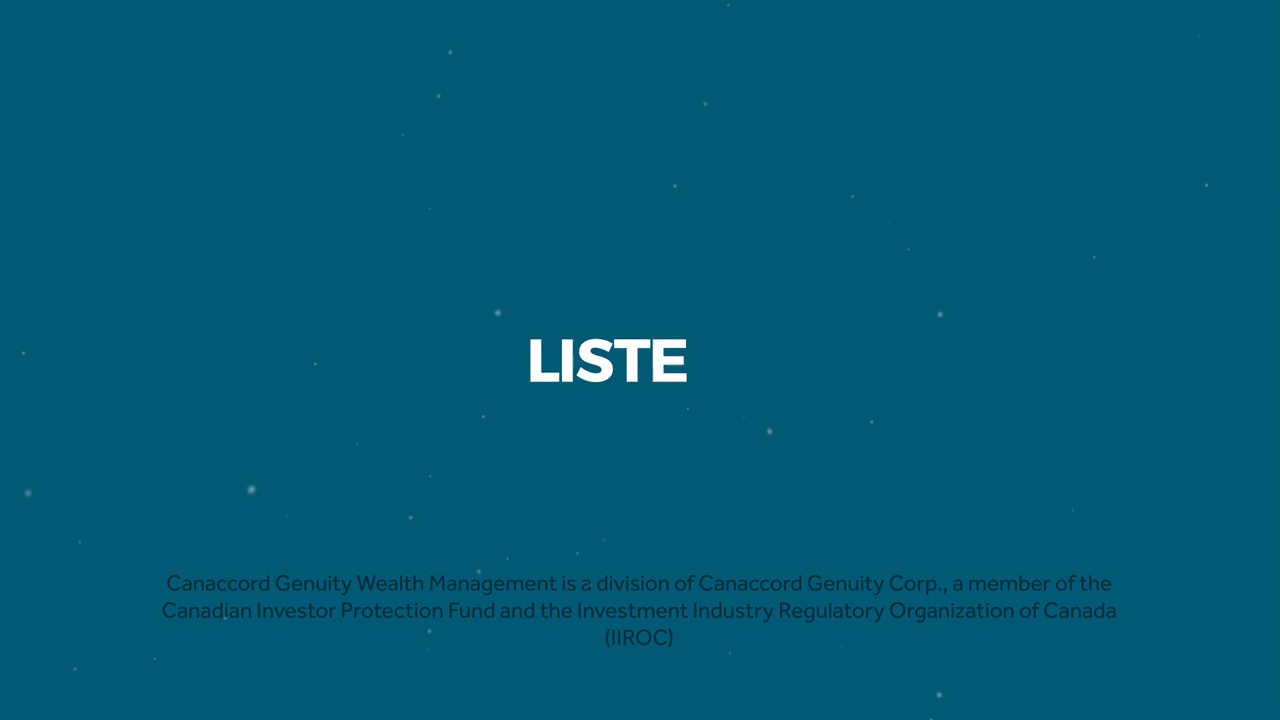 LISTE
Canaccord Genuity Wealth Management is a division of Canaccord Genuity Corp., a member of the
Canadian Investor Protection Fund and the Investment Industry Regulatory Organization of Canada
(IIROC)